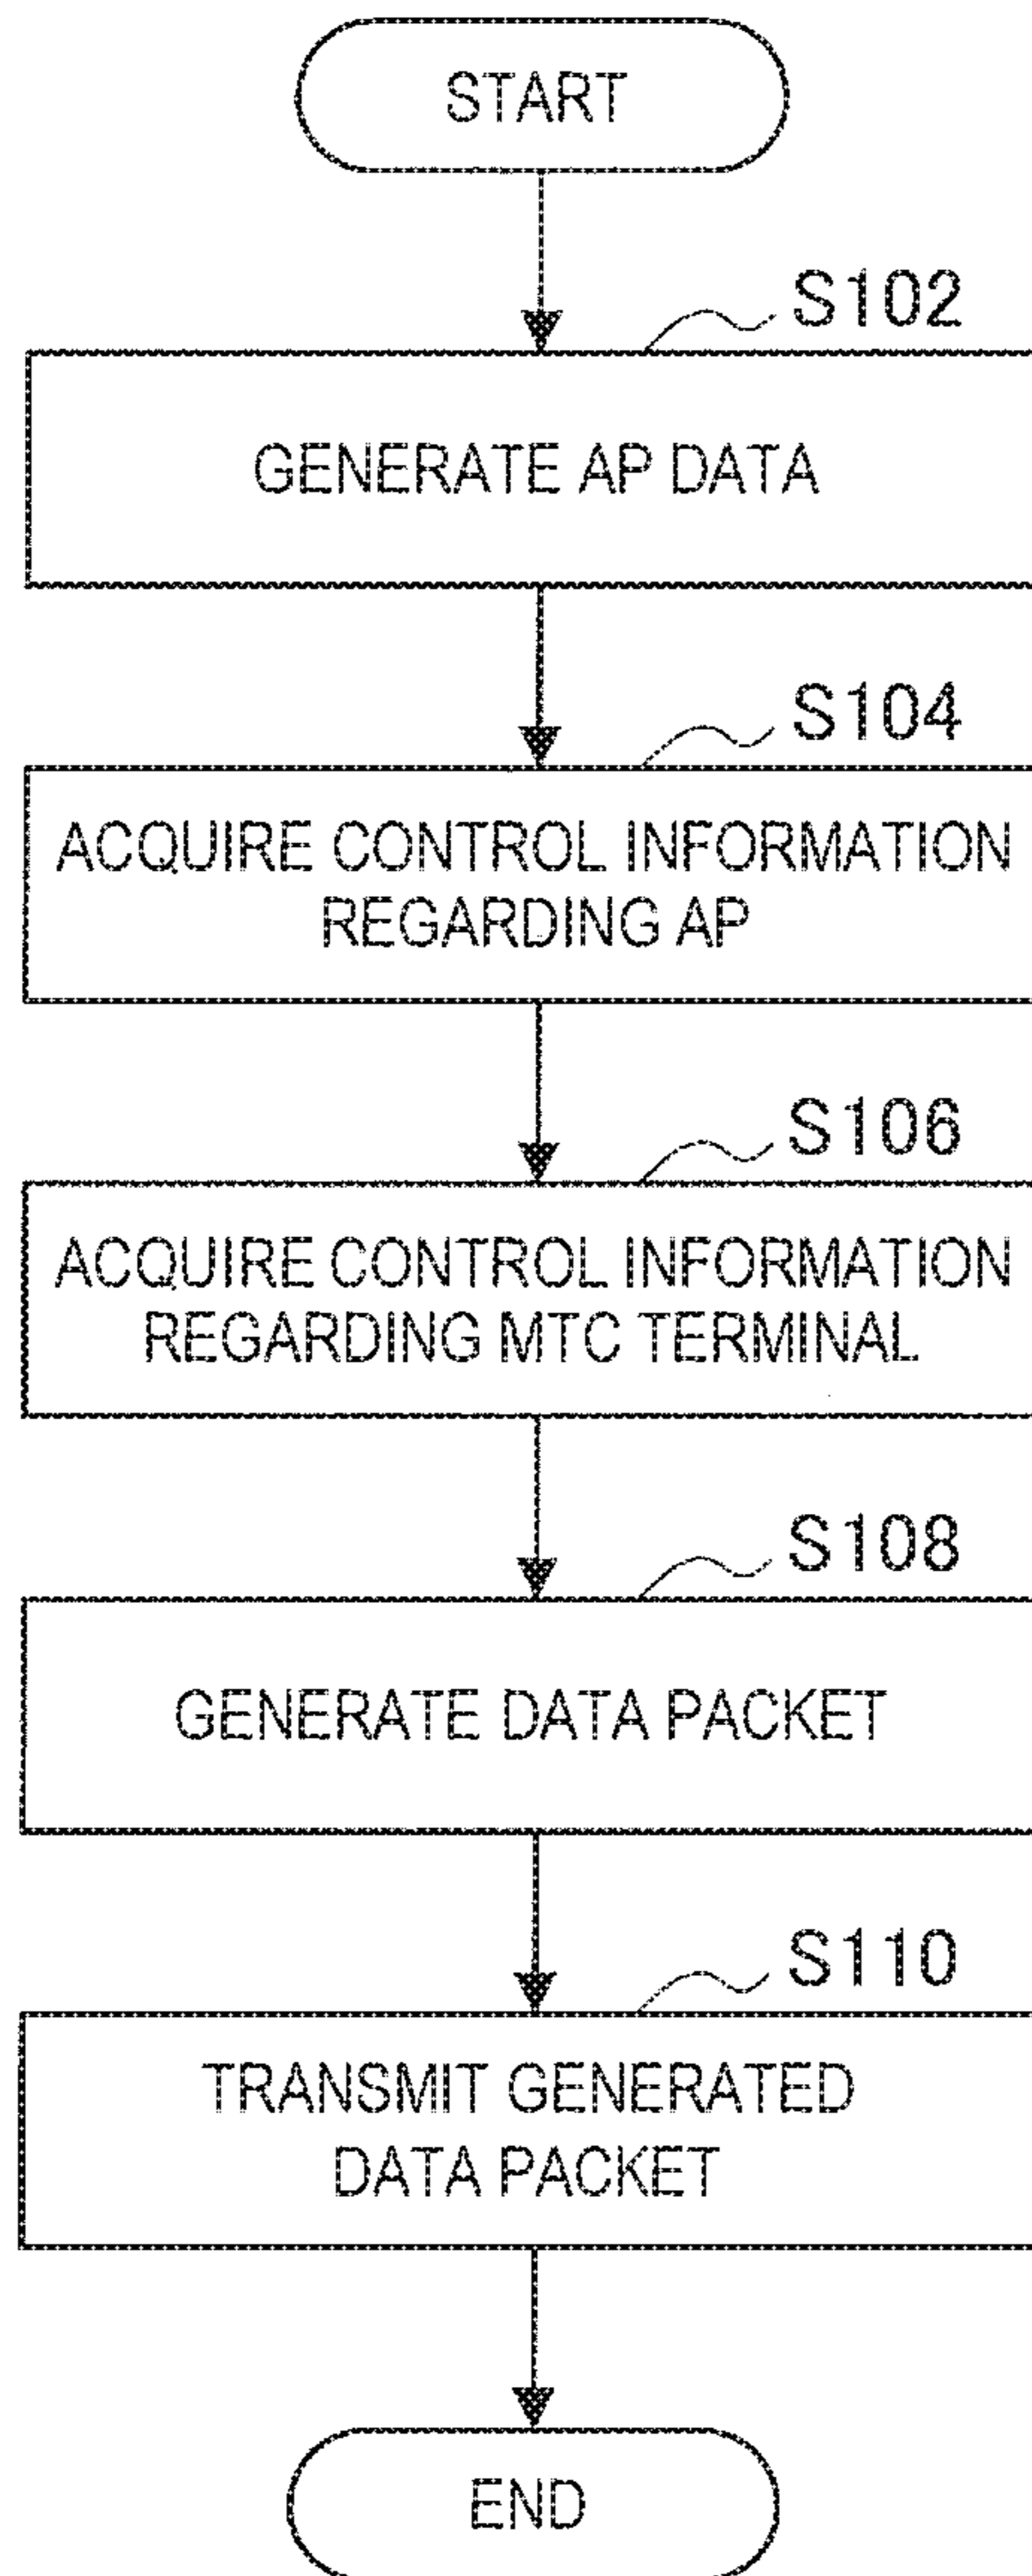 START
S102
GENERATE AP DATA
S104
ACQUIRE CONTROL INFORMATION
REGARDING AP
S106
ACQUIRE CONTROL INFORMATION
REGARDING MTC TERMINAL
S108
GENERATE DATA PACKET
S110
TRANSMIT GENERATED
DATA PACKET
END